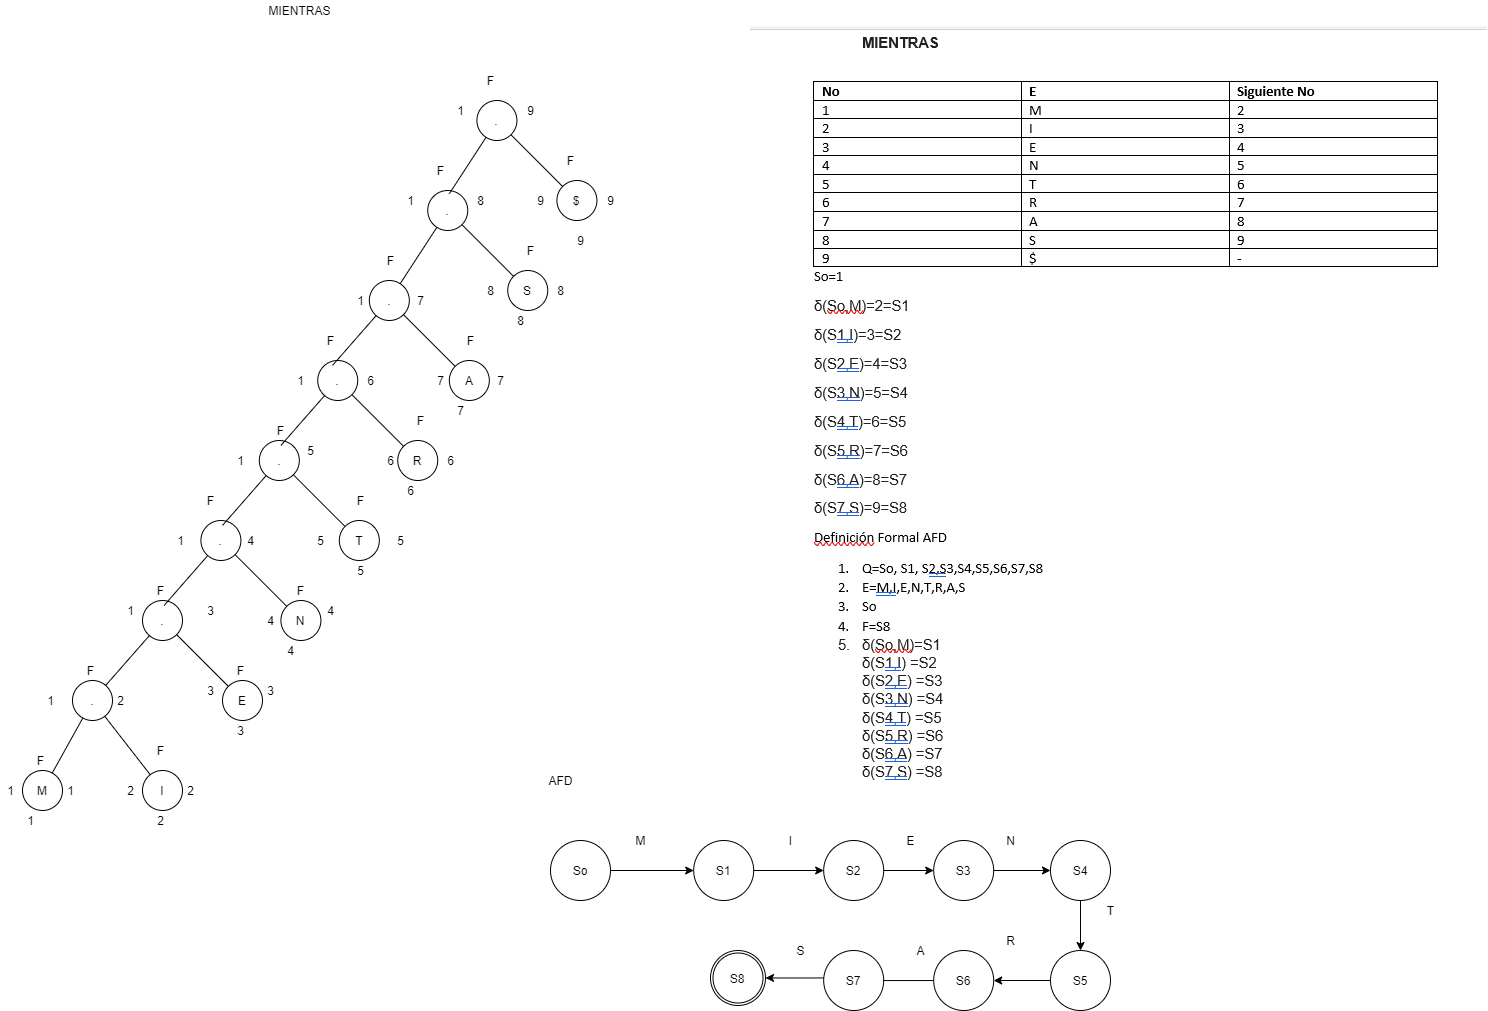 MIENTRAS
F
1 . 9
F
1 . 8
F
9 $ 9
9
F
1 . 7
F
8 S 8
8
F
1 . 6
F
7 A 7
7
F
1 . 5
F
6 R 6
6
F
1 . 4
F
5 T 5
5
F
1 . 3
F
4 N 4
4
F
1 . 2
F
3 E 3
3
F
1 M 1
1
F
2 I 2
2
MIENTRAS
No E Siguiente No
1 M 2
2 I 3
3 E 4
4 N 5
5 T 6
6 R 7
7 A 8
8 S 9
9 $ -
So=1
δ(So,M)=2=S1
δ(S1,I)=3=S2
δ(S2,E)=4=S3
δ(S3,N)=5=S4
δ(S4,T)=6=S5
δ(S5,R)=7=S6
δ(S6,A)=8=S7
δ(S7,S)=9=S8
Definición Formal AFD
1. Q=So, S1, S2,S3,S4,S5,S6,S7,S8
2. E=M,I,E,N,T,R,A,S
3. So
4. F=S8
5. δ(So,M)=S1
δ(S1,I) =S2
δ(S2,E) =S3
δ(S3,N) =S4
δ(S4,T) =S5
δ(S5,R) =S6
δ(S6,A) =S7
δ(S7,S) =S8
AFD
M I E N
So S1 S2 S3 S4
T
S A R
S8 S7 S6 S5